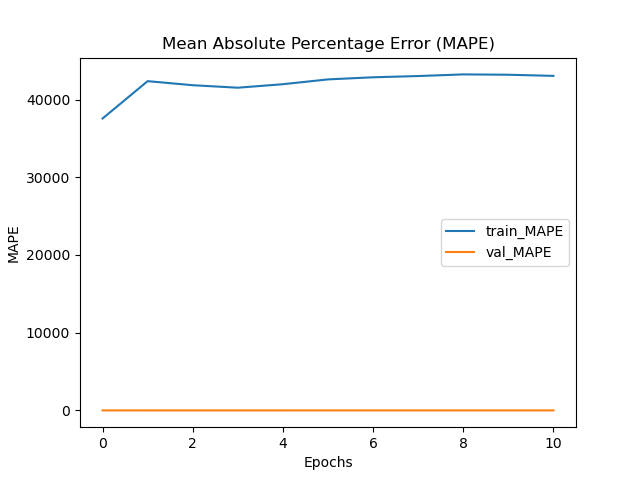 Mean Absolute Percentage Error (MAPE)
40000
30000
20000
10000
0
MAPE
train_MAPE
val_MAPE
0 2 4 6 8 10
Epochs